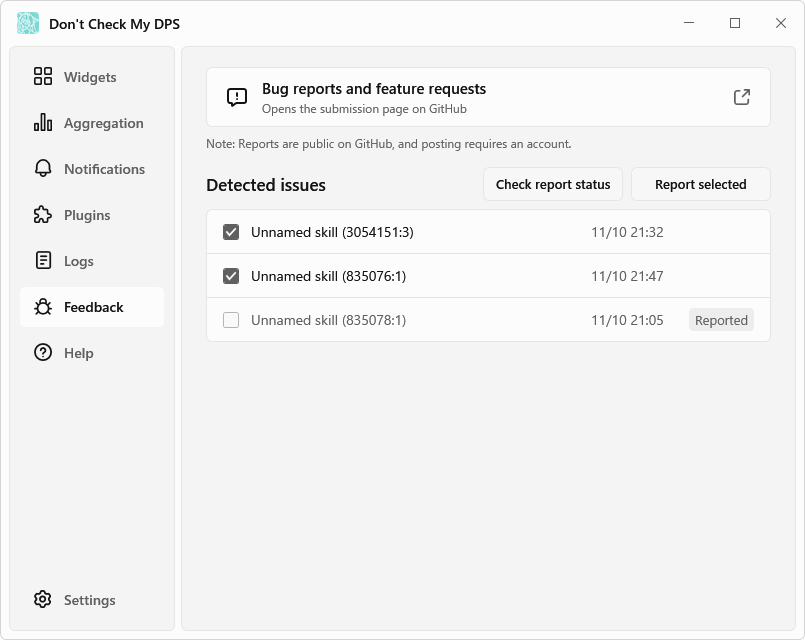 Don't Check My DPS
Widgets
Aggregation
Notifications
Plugins
Logs
Feedback
Help
Settings
Bug reports and feature requests
Opens the submission page on GitHub
Note: Reports are public on GitHub, and posting requires an account.
Detected issues
Check report status
Report selected
Unnamed skill (3054151:3) 11/10 21:32
Unnamed skill (835076:1) 11/10 21:47
Unnamed skill (835078:1) 11/10 21:05 Reported